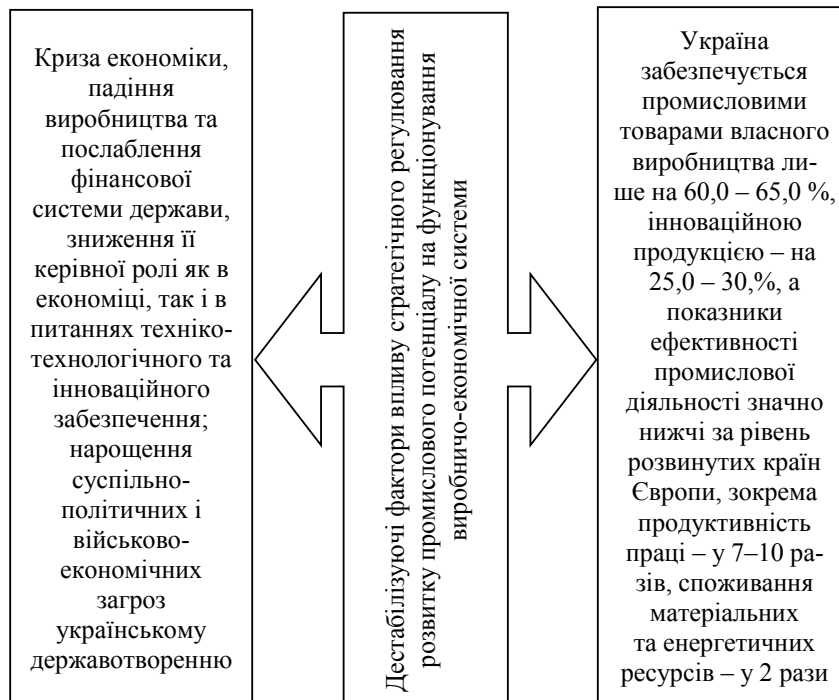 Криза економіки,
падіння
виробництва та
послаблення
фінансової
системи держави,
зниження її
керівної ролі як в
економіці, так і в
питаннях техніко-
технологічного та
інноваційного
забезпечення;
нарощення
суспільно-
політичних і
військово-
економічних
загроз
українському
державотворенню
Дестабілізуючі фактори впливу стратегічного регулювання
розвитку промислового потенціалу на функціонування
виробничо-економічної системи
Україна
забезпечується
промисловими
товарами власного
виробництва ли-
ше на 60,0 – 65,0 %,
інноваційною
продукцією – на
25,0 – 30,%, а
показники
ефективності
промислової
діяльності значно
нижчі за рівень
розвинутих країн
Європи, зокрема
продуктивність
праці – у 7–10 ра-
зів, споживання
матеріальних
та енергетичних
ресурсів – у 2 рази